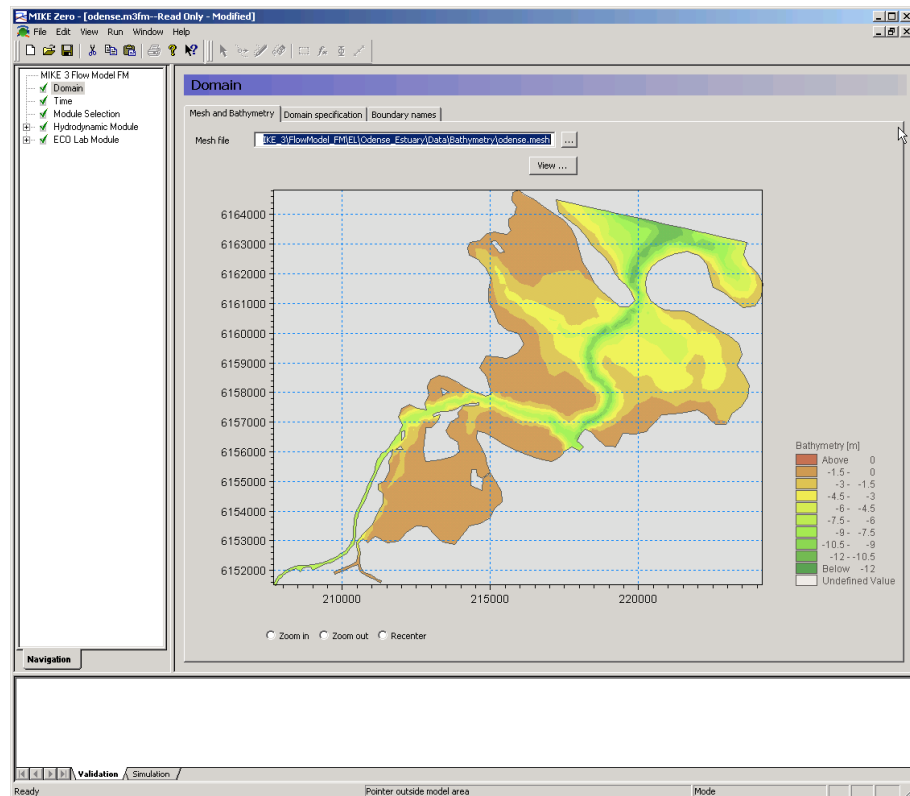 MIKE Zero - [odense.m3fm--Read Only - Modified]
File Edit View Run Window Help
MIKE 3 Flow Model FM
Domain
Time
Module Selection
Hydrodynamic Module
ECO Lab Module
Navigation
Domain
Mesh and Bathymetry Domain specification Boundary names
Mesh file IKE_3\FlowModel_FM\EL\Odense_Estuary\Data\Bathymetry\odense.mesh ...
View ...
6164000
6163000
6162000
6161000
6160000
6159000
6158000
6157000
6156000
6155000
6154000
6153000
6152000
210000 215000 220000
Bathymetry [m]
Above 0
-1.5 - 0
-3 - -1.5
-4.5 - -3
-6 - -4.5
-7.5 - -6
-9 - -7.5
-10.5 - -9
-12 - -10.5
Below -12
Undefined Value
Zoom in Zoom out Recenter
Validation Simulation
Ready Pointer outside model area Mode